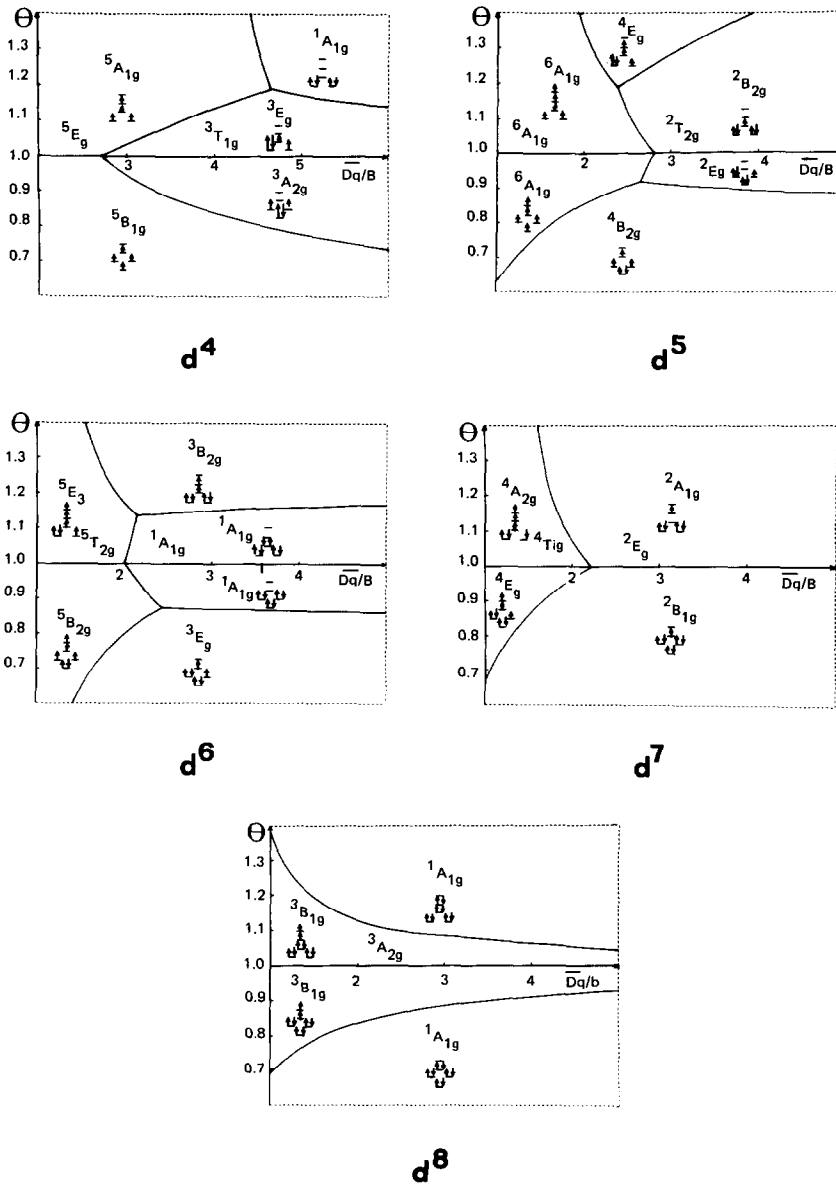 Θ
1.3
1.2
1.1
1.0
0.9
0.8
0.7
⁵A₁g
¹A₁g
⁵Eg
³T₁g
³Eg
3 4 5 D̅q/B
³A₂g
⁵B₁g
d⁴
Θ
1.3
1.2
1.1
1.0
0.9
0.8
0.7
⁴Eg
⁶A₁g
²B₂g
⁶A₁g
²T₂g
2 3 4 D̅q/B
²Eg
⁶A₁g
⁴B₂g
d⁵
Θ
1.3
1.2
1.1
1.0
0.9
0.8
0.7
³B₂g
⁵E₃
⁵T₂g
¹A₁g
¹A₁g
2 3 4 D̅q/B
¹A₁g
⁵B₂g
³Eg
d⁶
Θ
1.3
1.2
1.1
1.0
0.9
0.8
0.7
⁴A₂g
²A₁g
⁴Tig
²Eg
2 3 4 D̅q/B
⁴Eg
²B₁g
d⁷
Θ
1.3
1.2
1.1
1.0
0.9
0.8
0.7
¹A₁g
³B₁g
³A₂g
2 3 4 D̅q/b
³B₁g
¹A₁g
d⁸